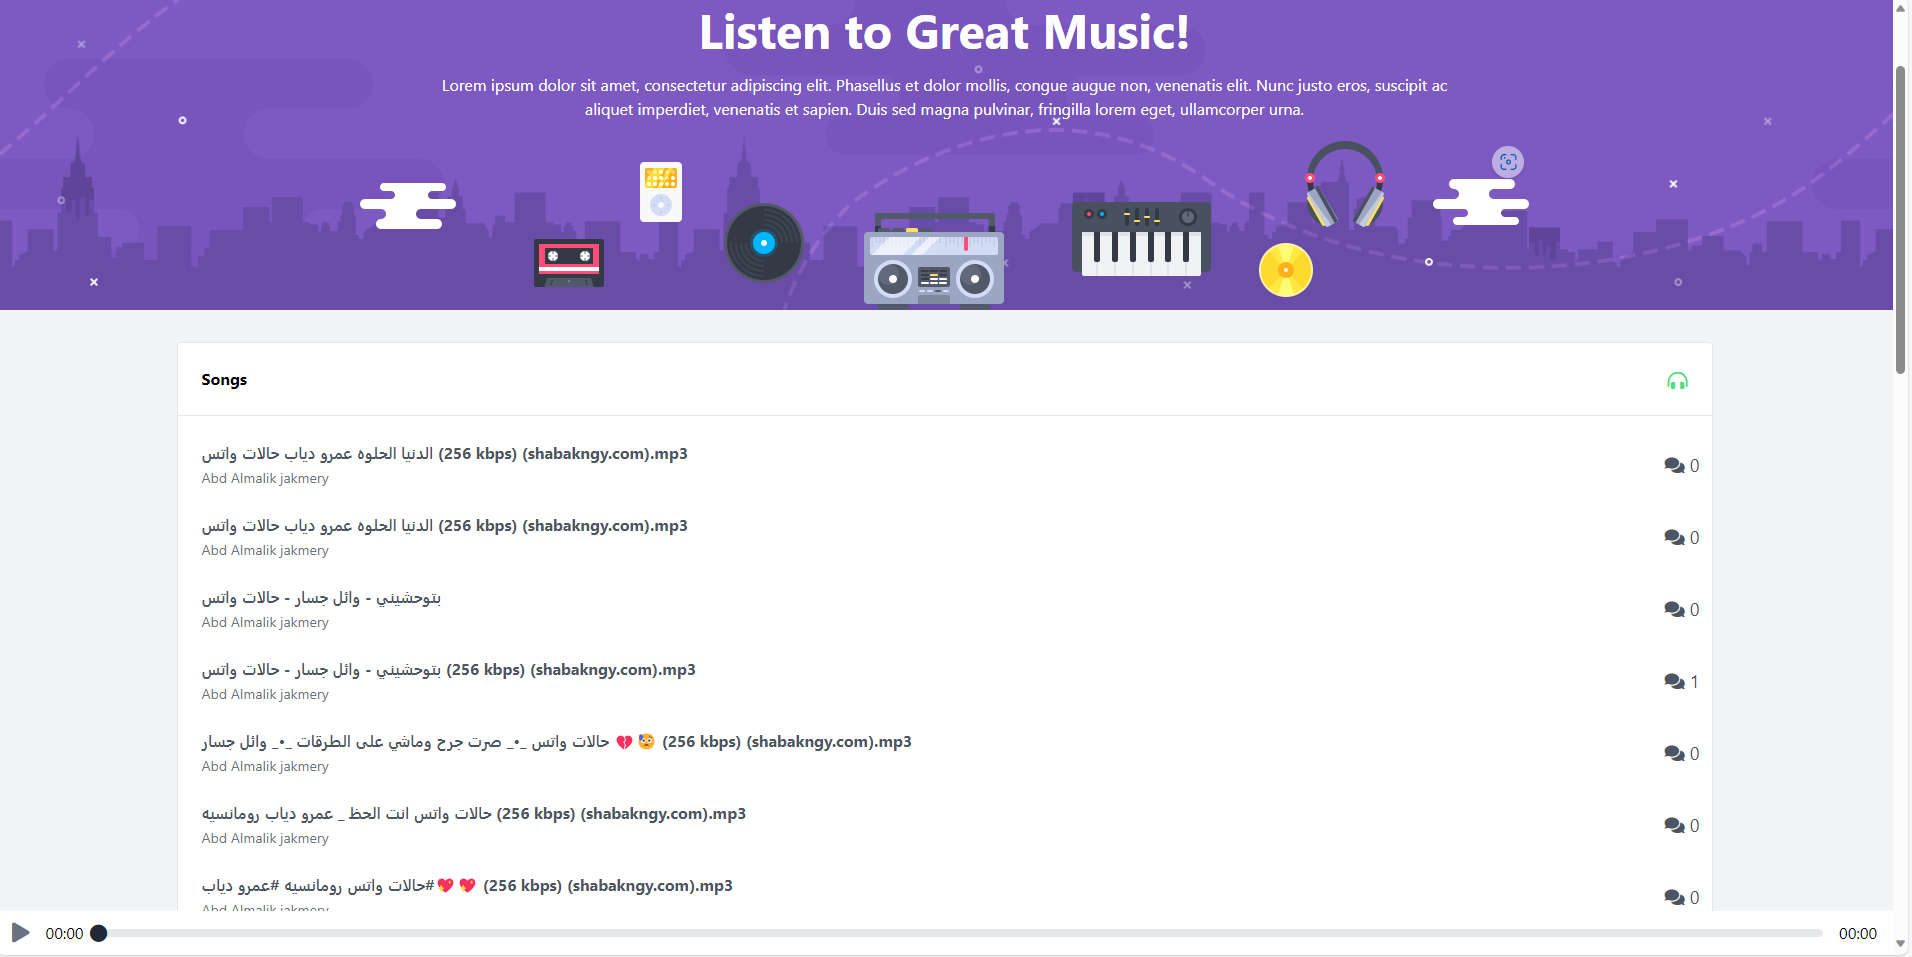 Listen to Great Music!
Lorem ipsum dolor sit amet, consectetur adipiscing elit. Phasellus et dolor mollis, congue augue non, venenatis elit. Nunc justo eros, suscipit ac
aliquet imperdiet, venenatis et sapien. Duis sed magna pulvinar, fringilla lorem eget, ullamcorper urna.
Songs
الدنيا الحلوه عمرو دياب حالات واتس (256 kbps) (shabakngy.com).mp3
Abd Almalik jakmery
0
الدنيا الحلوه عمرو دياب حالات واتس (256 kbps) (shabakngy.com).mp3
Abd Almalik jakmery
0
بتوحشيني - وائل جسار - حالات واتس
Abd Almalik jakmery
0
بتوحشيني - وائل جسار - حالات واتس (256 kbps) (shabakngy.com).mp3
Abd Almalik jakmery
1
حالات واتس _•_ صرت جرح وماشي على الطرقات _•_ وائل جسار 💔 😰 (256 kbps) (shabakngy.com).mp3
Abd Almalik jakmery
0
حالات واتس انت الحظ _ عمرو دياب رومانسيه (256 kbps) (shabakngy.com).mp3
Abd Almalik jakmery
0
#حالات واتس رومانسيه #عمرو دياب 💖 💖 (256 kbps) (shabakngy.com).mp3
Abd Almalik jakmery
0
00:00
00:00